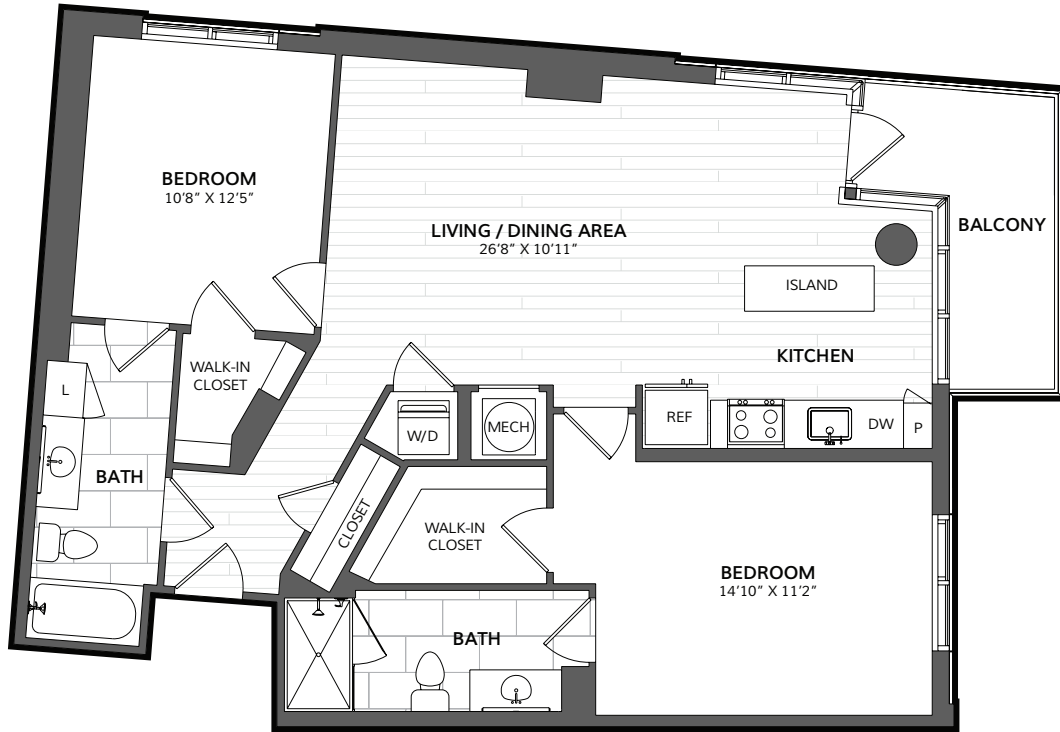 BEDROOM
10’8” X 12’5”
LIVING / DINING AREA
26’8” X 10’11”
BALCONY
ISLAND
KITCHEN
WALK-IN
CLOSET
L
W/D
MECH
REF
DW
P
BATH
CLOSET
WALK-IN
CLOSET
BEDROOM
14’10” X 11’2”
BATH